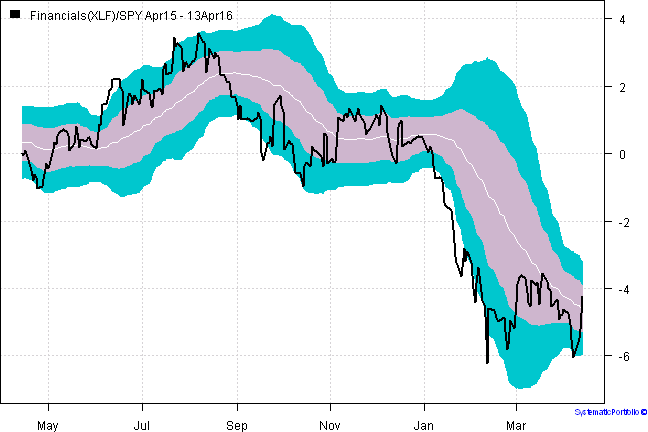 Financials(XLF)/SPY Apr15 - 13Apr16
4
2
0
-2
-4
-6
May Jul Sep Nov Jan Mar
SystematicPortfolio ©